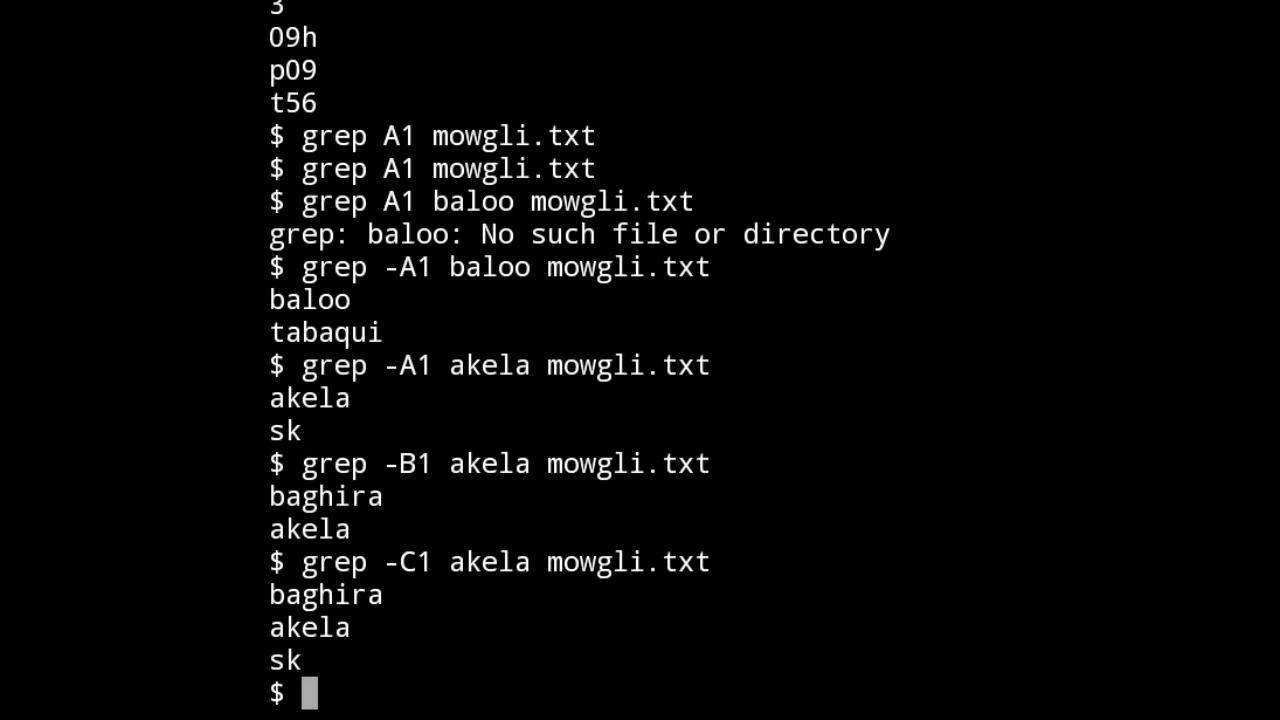 3
09h
p09
t56
$ grep A1 mowgli.txt
$ grep A1 mowgli.txt
$ grep A1 baloo mowgli.txt
grep: baloo: No such file or directory
$ grep -A1 baloo mowgli.txt
baloo
tabaqui
$ grep -A1 akela mowgli.txt
akela
sk
$ grep -B1 akela mowgli.txt
baghira
akela
$ grep -C1 akela mowgli.txt
baghira
akela
sk
$